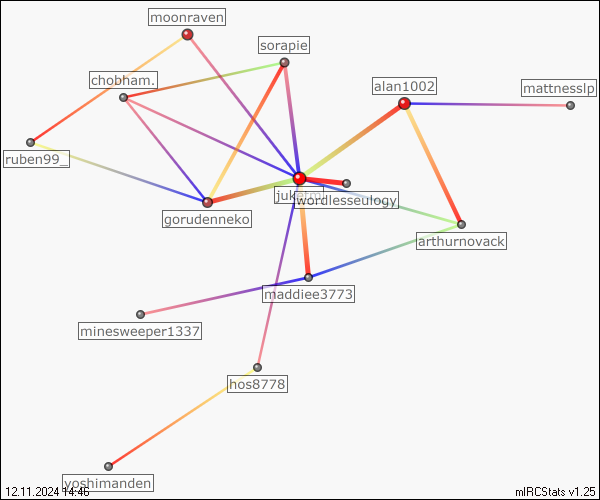 moonraven
sorapie
chobham.
alan1002
mattnesslp
ruben99_
wordlesseulogy
gorudenneko
arthurnovack
maddiee3773
minesweeper1337
hos8778
yoshimanden
12.11.2024 14:46
mIRCStats v1.25